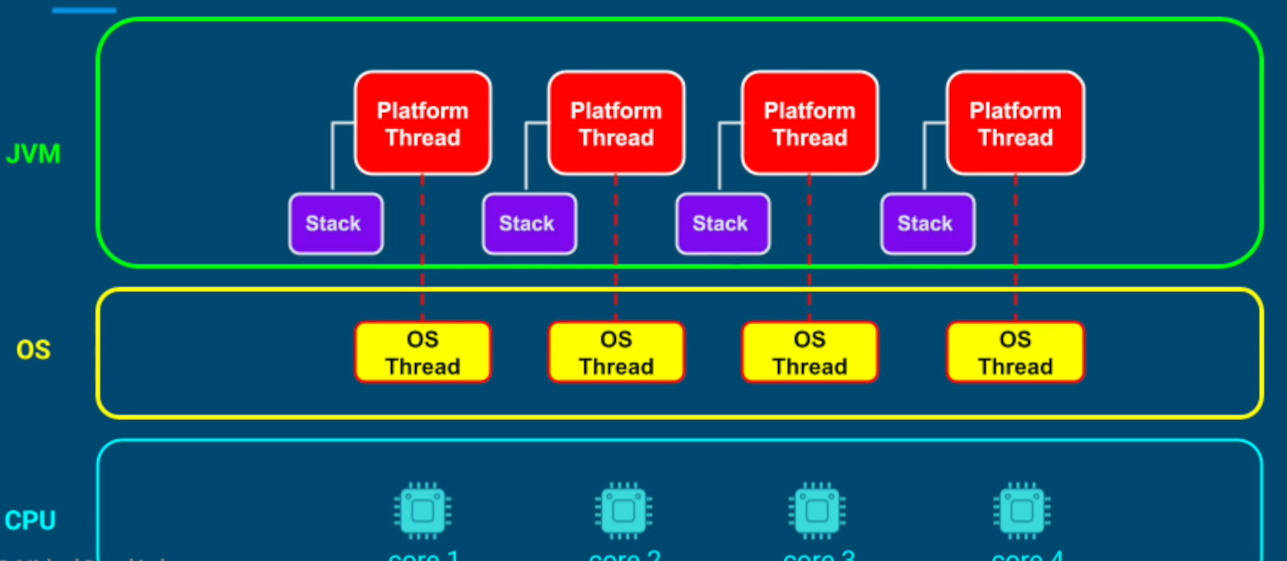 Platform
Thread
Platform
Thread
Platform
Thread
Platform
Thread
JVM
Stack
Stack
Stack
Stack
OS
OS
Thread
OS
Thread
OS
Thread
OS
Thread
CPU
core 1
core 2
core 3
core 4